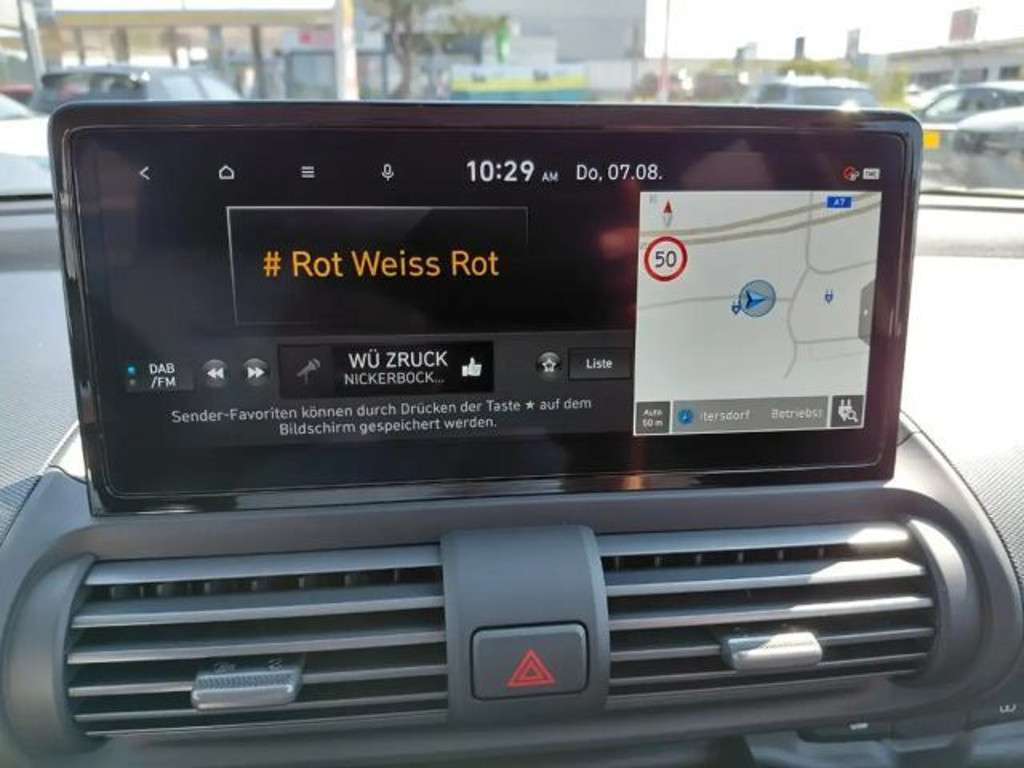 10:29 AM Do, 07.08.
A7
# Rot Weiss Rot
50
DAB
/FM
WÜ ZRUCK
NICKERBOCK...
Liste
Sender-Favoriten können durch Drücken der Taste ★ auf dem
Bildschirm gespeichert werden.
Auto
50 m
itersdorf Betriebss